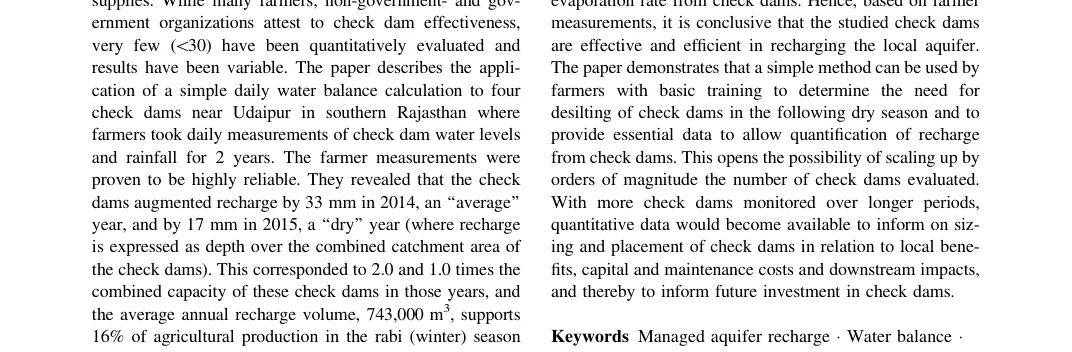 supplies. While many farmers, non-government- and gov-
ernment organizations attest to check dam effectiveness,
very few (<30) have been quantitatively evaluated and
results have been variable. The paper describes the appli-
cation of a simple daily water balance calculation to four
check dams near Udaipur in southern Rajasthan where
farmers took daily measurements of check dam water levels
and rainfall for 2 years. The farmer measurements were
proven to be highly reliable. They revealed that the check
dams augmented recharge by 33 mm in 2014, an “average”
year, and by 17 mm in 2015, a “dry” year (where recharge
is expressed as depth over the combined catchment area of
the check dams). This corresponded to 2.0 and 1.0 times the
combined capacity of these check dams in those years, and
the average annual recharge volume, 743,000 m³, supports
16% of agricultural production in the rabi (winter) season
evaporation rate from check dams. Hence, based on farmer
measurements, it is conclusive that the studied check dams
are effective and efficient in recharging the local aquifer.
The paper demonstrates that a simple method can be used by
farmers with basic training to determine the need for
desilting of check dams in the following dry season and to
provide essential data to allow quantification of recharge
from check dams. This opens the possibility of scaling up by
orders of magnitude the number of check dams evaluated.
With more check dams monitored over longer periods,
quantitative data would become available to inform on siz-
ing and placement of check dams in relation to local bene-
fits, capital and maintenance costs and downstream impacts,
and thereby to inform future investment in check dams.
Keywords Managed aquifer recharge · Water balance ·